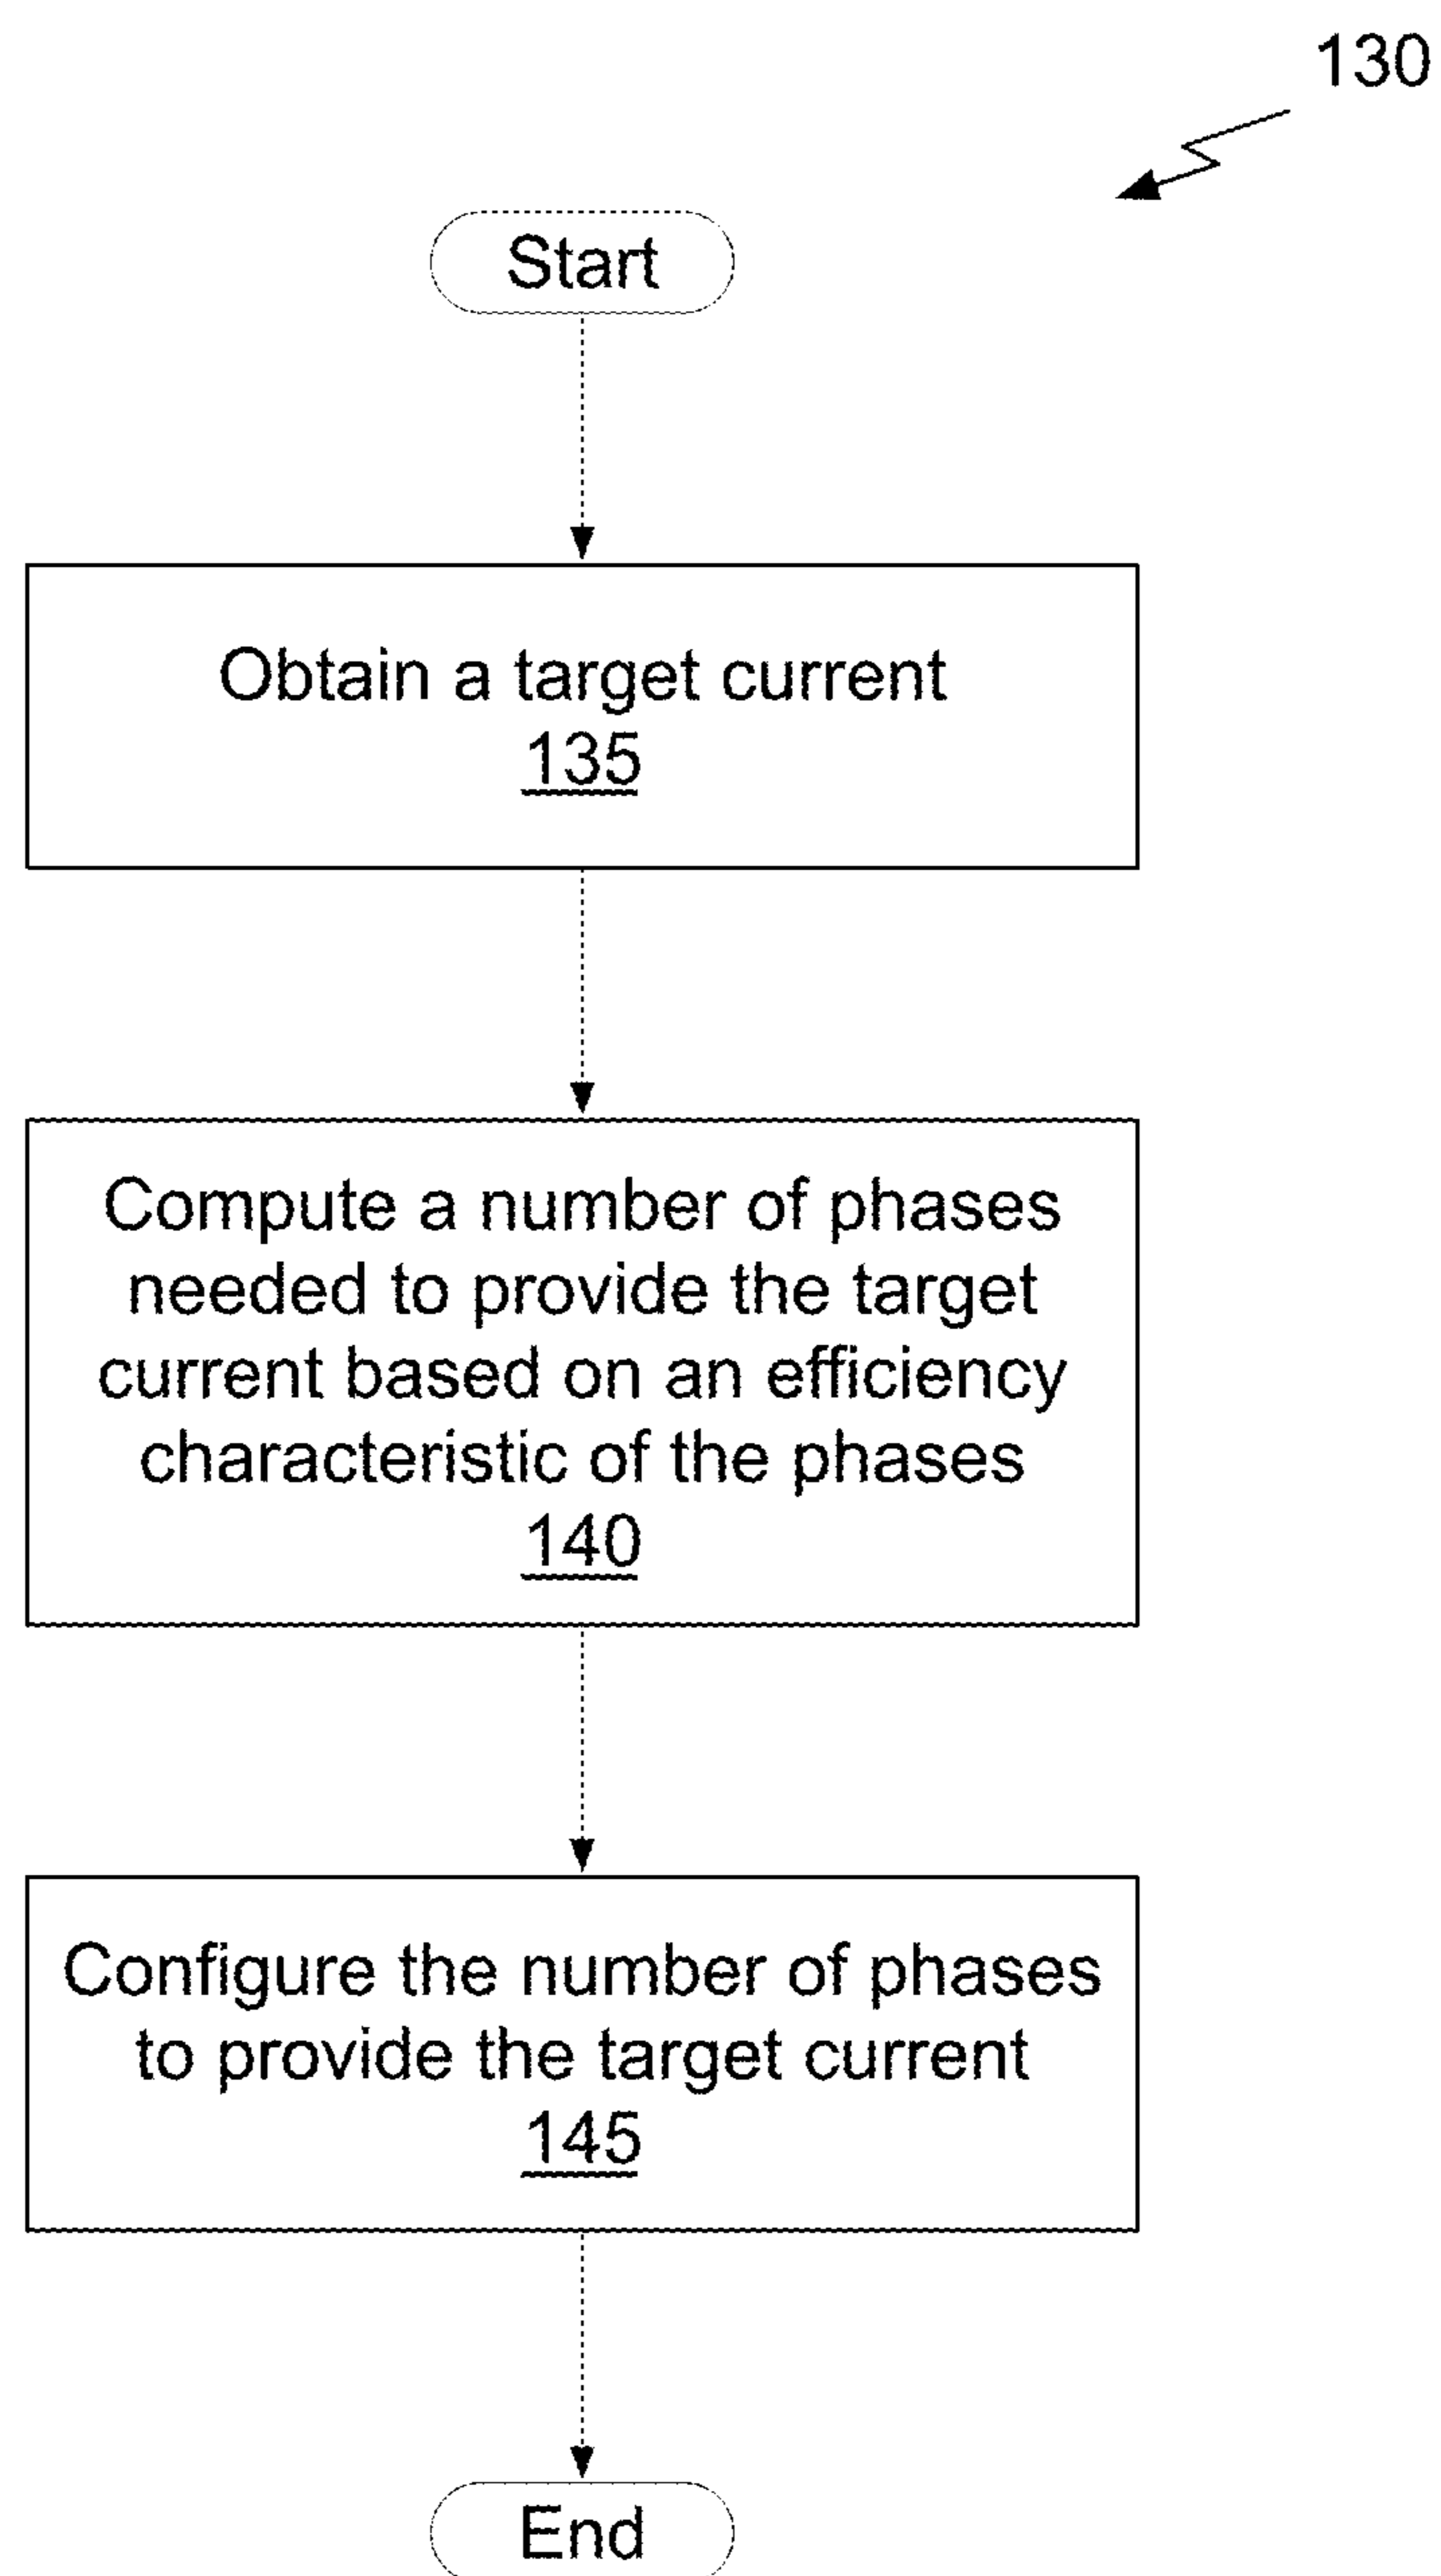 130
Start
Obtain a target current
135
Compute a number of phases
needed to provide the target
current based on an efficiency
characteristic of the phases
140
Configure the number of phases
to provide the target current
145
End